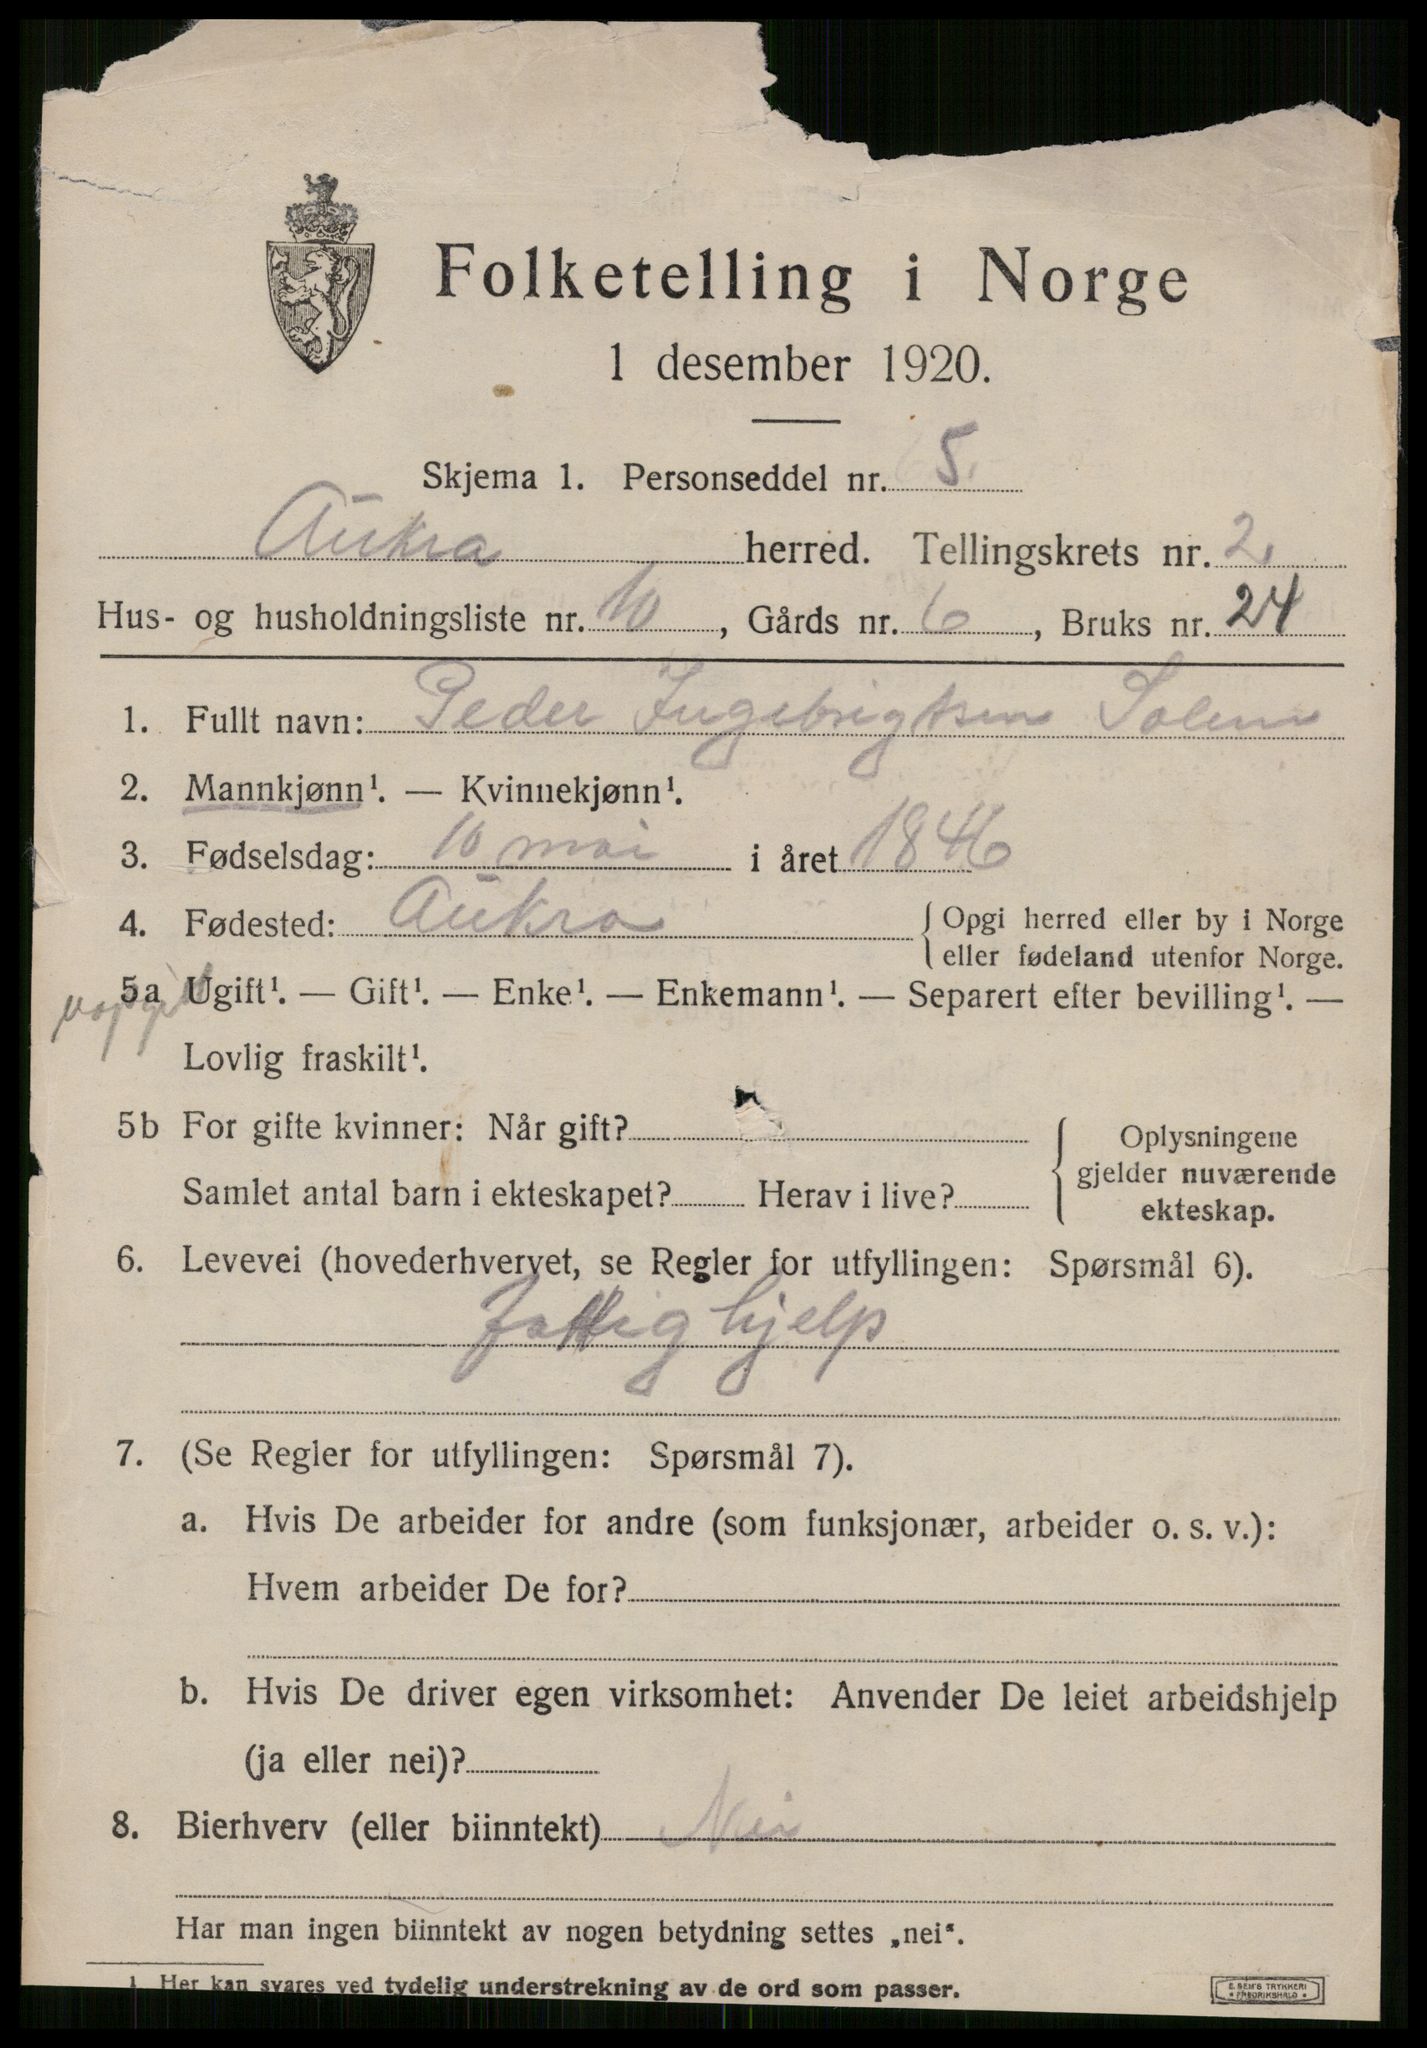 Folketelling i Norge
1 desember 1920.
Skjema 1. Personseddel nr. 5.
Aukra herred. Tellingskrets nr. 2.
Hus- og husholdningsliste nr. 10, Gårds nr. 6, Bruks nr. 24
1. Fullt navn: Peder Ingebrigtsen Solem
2. Mannkjønn¹. — Kvinnekjønn¹.
3. Fødselsdag: 10 mai i året 1846
4. Fødested: Aukra { Opgi herred eller by i Norge
eller fødeland utenfor Norge.
uopgit 5a Ugift¹. — Gift¹. — Enke¹. — Enkemann¹. — Separert efter bevilling¹. —
Lovlig fraskilt¹.
5b For gifte kvinner: Når gift?
Samlet antal barn i ekteskapet? Herav i live?
{ Oplysningene
gjelder nuværende
ekteskap.
6. Levevei (hovederhvervet, se Regler for utfyllingen: Spørsmål 6).
Fattighjelp
7. (Se Regler for utfyllingen: Spørsmål 7).
a. Hvis De arbeider for andre (som funksjonær, arbeider o. s. v.):
Hvem arbeider De for?
b. Hvis De driver egen virksomhet: Anvender De leiet arbeidshjelp
(ja eller nei)?
8. Bierhverv (eller biinntekt) Nei
Har man ingen biinntekt av nogen betydning settes „nei“.
1 Her kan svares ved tydelig understrekning av de ord som passer.
E. SEM'S TRYKKERI
• FREDRIKSHALD •